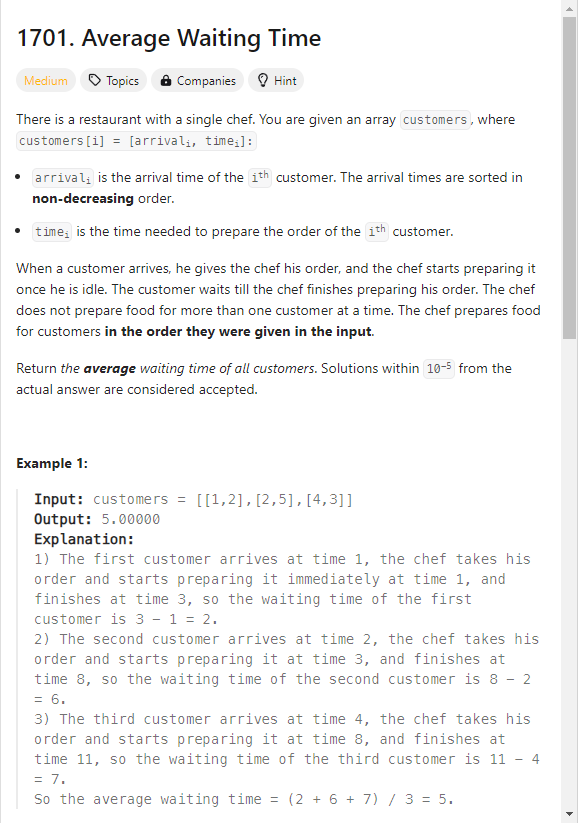 1701. Average Waiting Time
Medium Topics Companies Hint
There is a restaurant with a single chef. You are given an array customers, where
customers[i] = [arrivalᵢ, timeᵢ]:
• arrivalᵢ is the arrival time of the iᵗʰ customer. The arrival times are sorted in
non-decreasing order.
• timeᵢ is the time needed to prepare the order of the iᵗʰ customer.
When a customer arrives, he gives the chef his order, and the chef starts preparing it
once he is idle. The customer waits till the chef finishes preparing his order. The chef
does not prepare food for more than one customer at a time. The chef prepares food
for customers in the order they were given in the input.
Return the average waiting time of all customers. Solutions within 10⁻⁵ from the
actual answer are considered accepted.
Example 1:
Input: customers = [[1,2],[2,5],[4,3]]
Output: 5.00000
Explanation:
1) The first customer arrives at time 1, the chef takes his
order and starts preparing it immediately at time 1, and
finishes at time 3, so the waiting time of the first
customer is 3 - 1 = 2.
2) The second customer arrives at time 2, the chef takes his
order and starts preparing it at time 3, and finishes at
time 8, so the waiting time of the second customer is 8 - 2
= 6.
3) The third customer arrives at time 4, the chef takes his
order and starts preparing it at time 8, and finishes at
time 11, so the waiting time of the third customer is 11 - 4
= 7.
So the average waiting time = (2 + 6 + 7) / 3 = 5.